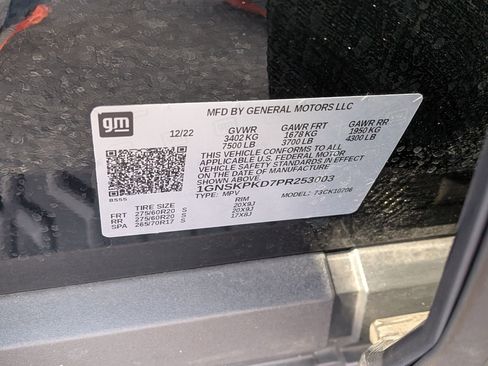 gm
MFD BY GENERAL MOTORS LLC
12/22 GVWR GAWR FRT GAWR RR
3402 KG 1678 KG 1950 KG
7500 LB 3700 LB 4300 LB
THIS VEHICLE CONFORMS TO ALL
APPLICABLE U.S. FEDERAL MOTOR
VEHICLE SAFETY STANDARDS IN EFFECT
ON THE DATE OF MANUFACTURE
SHOWN ABOVE.
1GNSKPKD7PR253003
TYPE: MPV MODEL: 73CK10706
BSS5
TIRE SIZE RIM
FRT 275/60R20 S 20X9J
RR 275/60R20 S 20X9J
SPA 265/70R17 S 17X8J